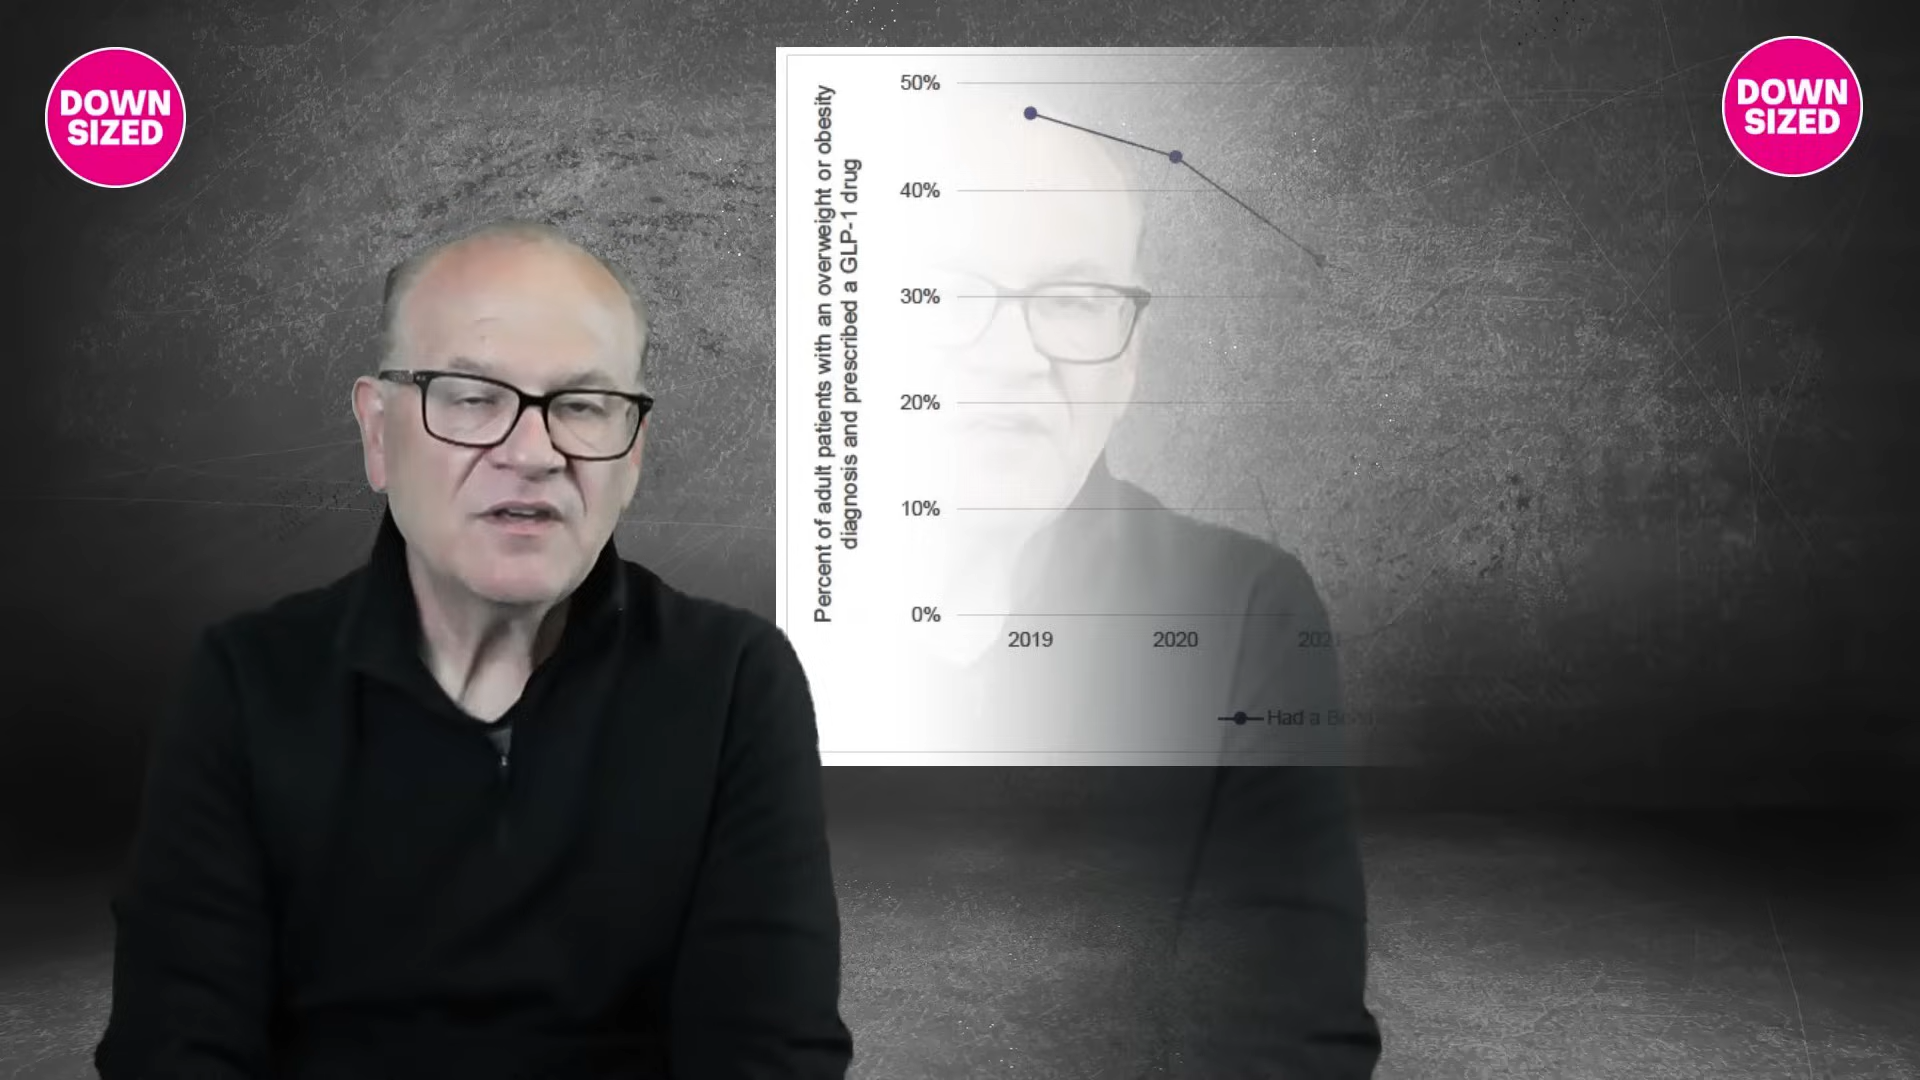 DOWN
SIZED
DOWN
SIZED
Percent of adult patients with an overweight or obesity
diagnosis and prescribed a GLP-1 drug
50%
40%
30%
20%
10%
0%
2019
2020
Had a